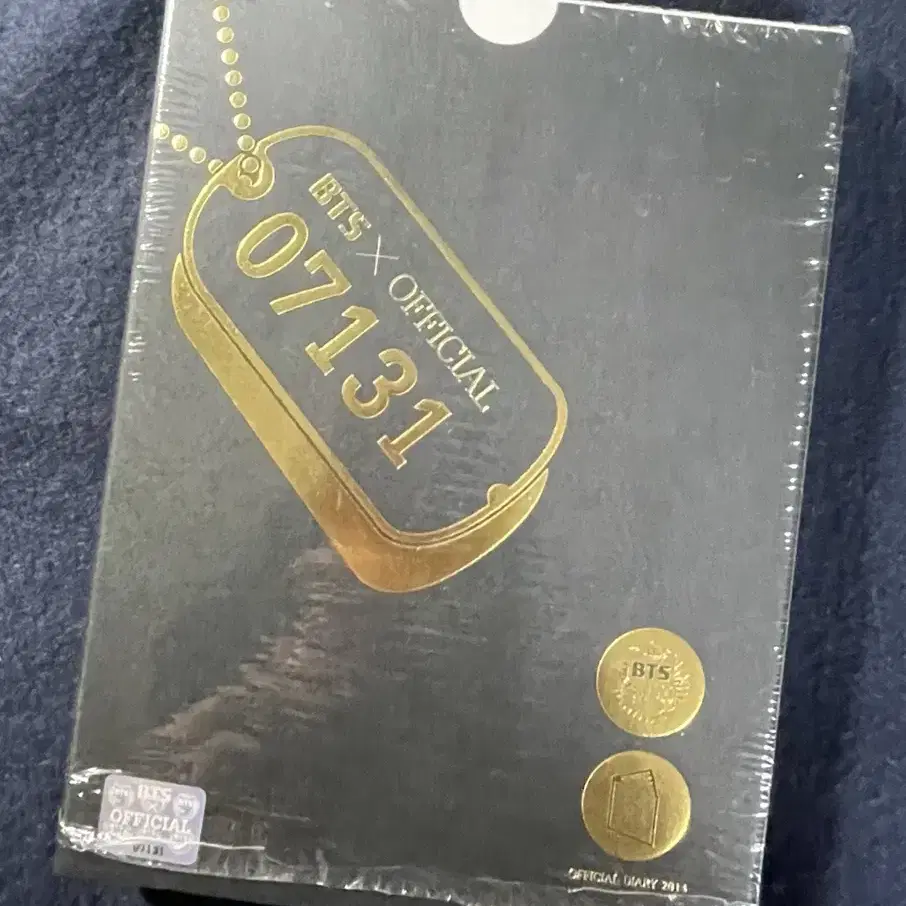 BTS × OFFICIAL
07131
BTS
BTS
×
OFFICIAL
07131
OFFICIAL DIARY 2014